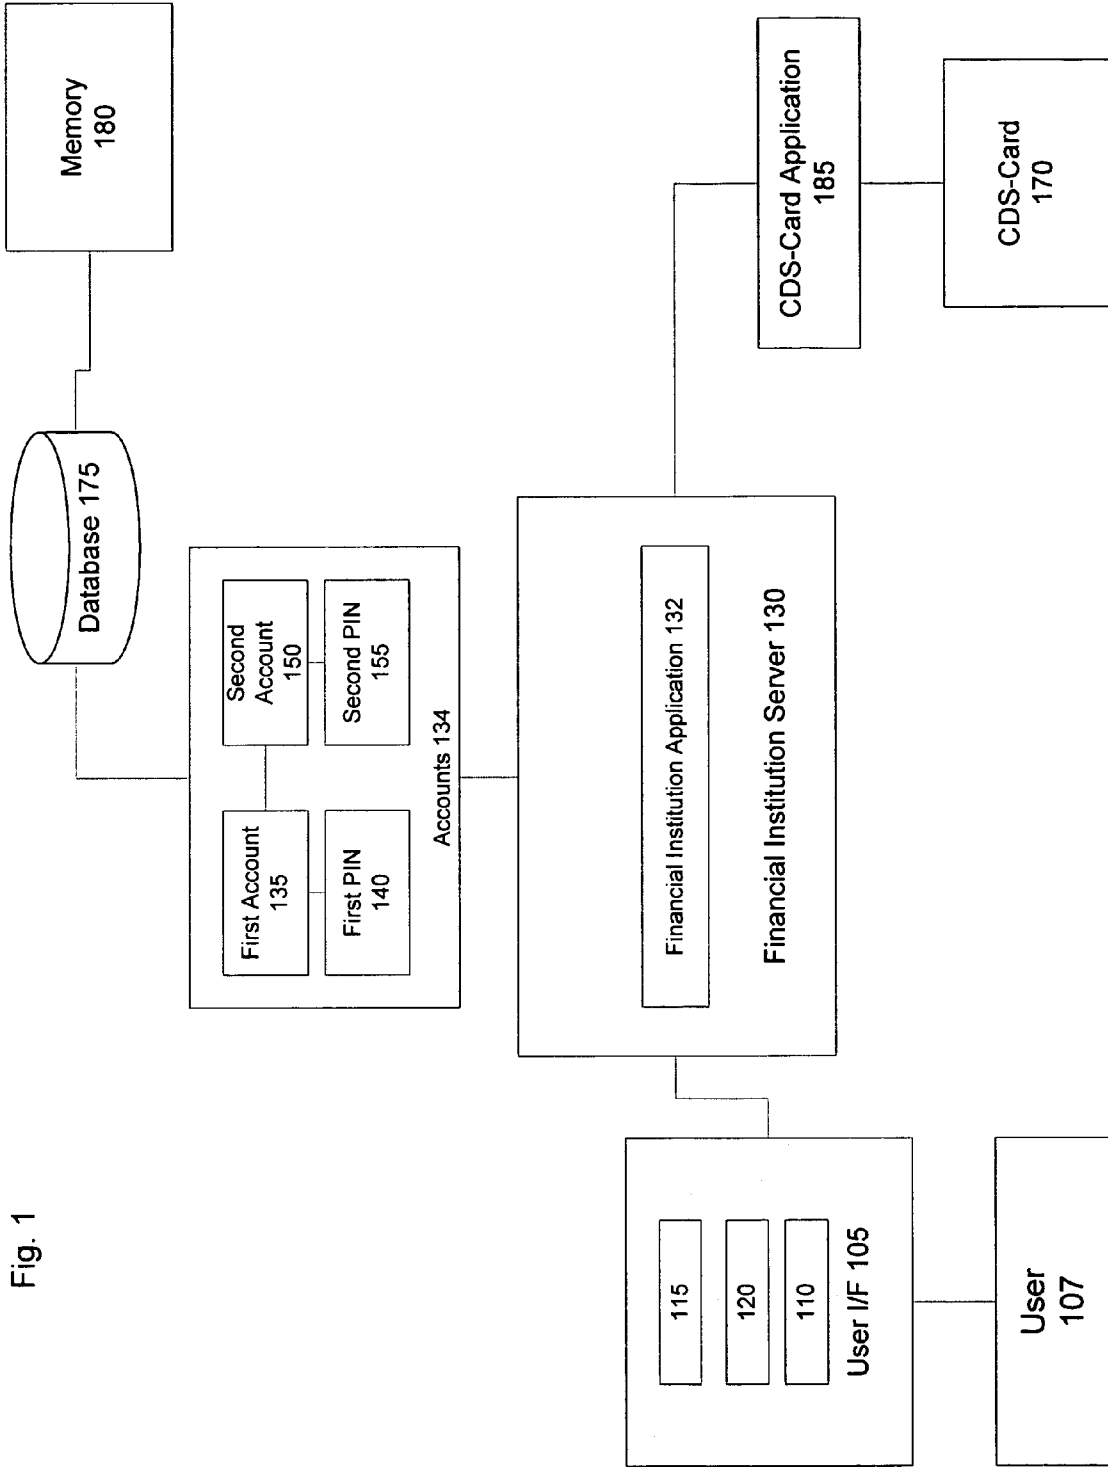 Fig. 1
Memory
180
Database 175
First Account
135
Second
Account
150
First PIN
140
Second PIN
155
Accounts 134
115
120
110
User I/F 105
Financial Institution Application 132
Financial Institution Server 130
CDS-Card Application
185
User
107
CDS-Card
170